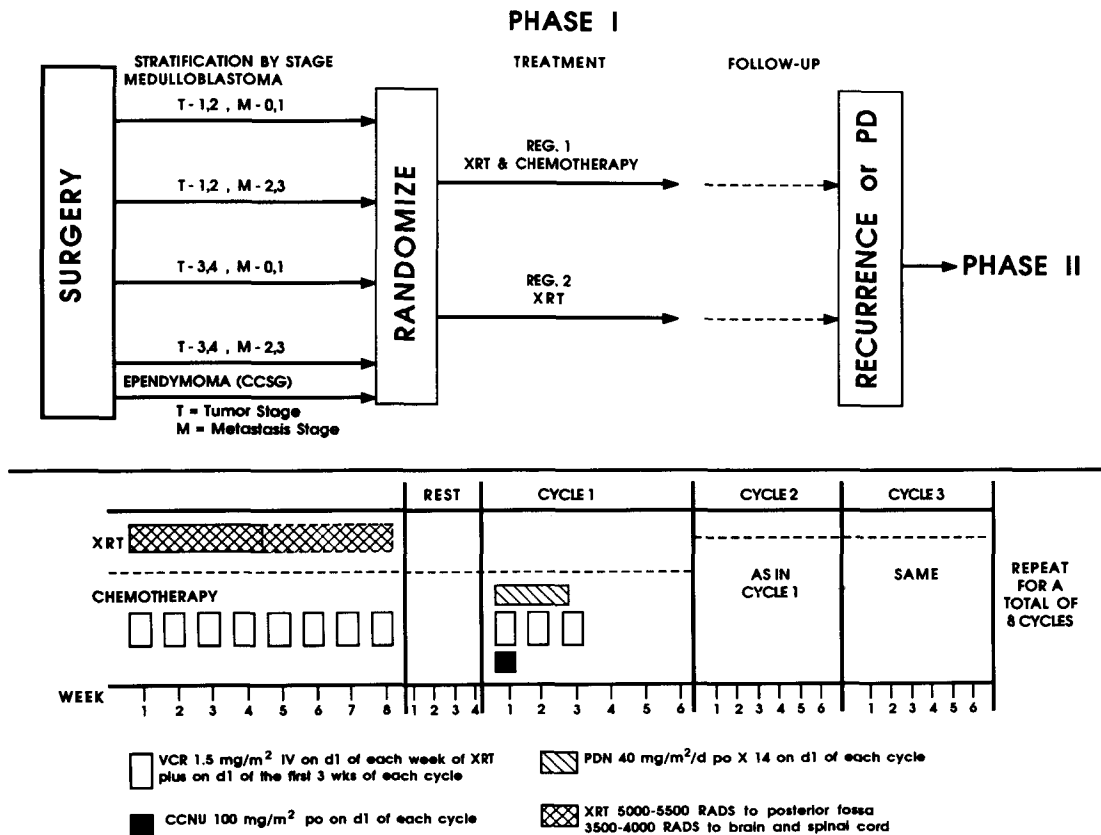 PHASE I
STRATIFICATION BY STAGE
MEDULLOBLASTOMA
TREATMENT
FOLLOW-UP
SURGERY
T-1,2 , M-0,1
T-1,2 , M-2,3
T-3,4 , M-0,1
T-3,4 , M-2,3
EPENDYMOMA (CCSG)
T = Tumor Stage
M = Metastasis Stage
RANDOMIZE
REG. 1
XRT & CHEMOTHERAPY
REG. 2
XRT
RECURRENCE or PD
PHASE II
REST
CYCLE 1
CYCLE 2
CYCLE 3
XRT
CHEMOTHERAPY
AS IN
CYCLE 1
SAME
REPEAT
FOR A
TOTAL OF
8 CYCLES
WEEK
1 2 3 4 5 6 7 8
1 2 3 4
1 2 3 6
1 2 3 4 5 6
1 2 3 4 5 6
VCR 1.5 mg/m² IV on d1 of each week of XRT
plus on d1 of the first 3 wks of each cycle
CCNU 100 mg/m² po on d1 of each cycle
PDN 40 mg/m²/d po X 14 on d1 of each cycle
XRT 5000-5500 RADS to posterior fossa
3500-4000 RADS to brain and spinal cord